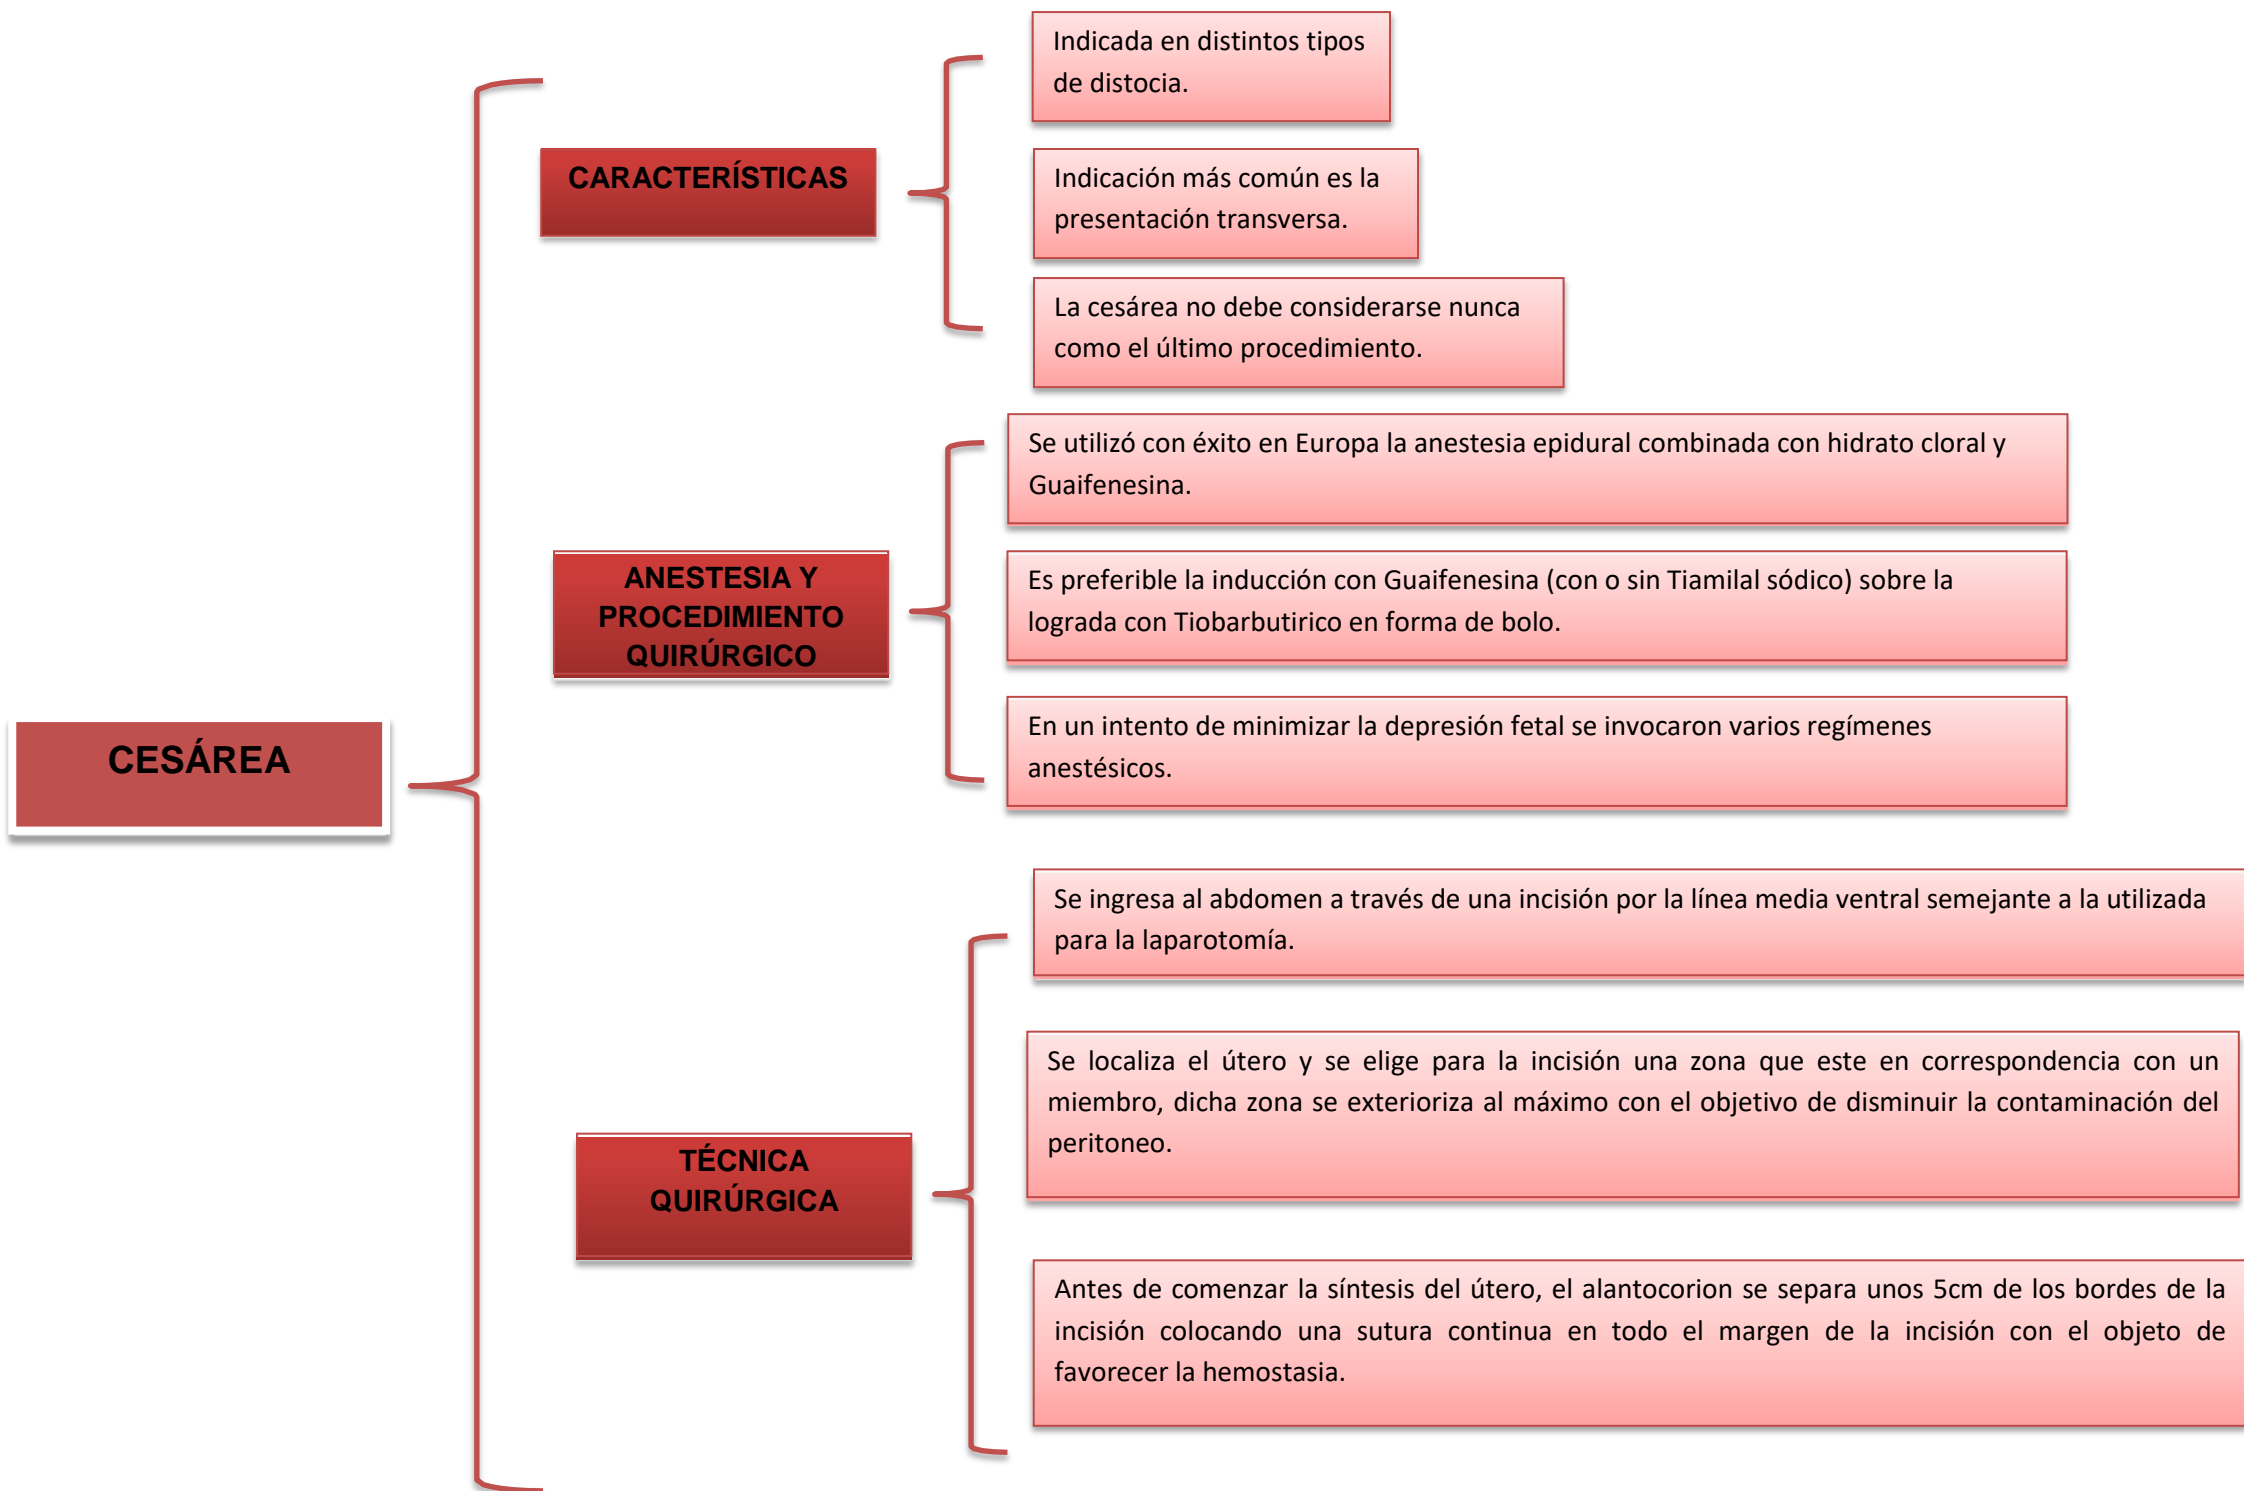 CESÁREA
CARACTERÍSTICAS
Indicada en distintos tipos
de distocia.
Indicación más común es la
presentación transversa.
La cesárea no debe considerarse nunca
como el último procedimiento.
ANESTESIA Y
PROCEDIMIENTO
QUIRÚRGICO
Se utilizó con éxito en Europa la anestesia epidural combinada con hidrato cloral y
Guaifenesina.
Es preferible la inducción con Guaifenesina (con o sin Tiamilal sódico) sobre la
lograda con Tiobarbutirico en forma de bolo.
En un intento de minimizar la depresión fetal se invocaron varios regímenes
anestésicos.
TÉCNICA
QUIRÚRGICA
Se ingresa al abdomen a través de una incisión por la línea media ventral semejante a la utilizada
para la laparotomía.
Se localiza el útero y se elige para la incisión una zona que este en correspondencia con un
miembro, dicha zona se exterioriza al máximo con el objetivo de disminuir la contaminación del
peritoneo.
Antes de comenzar la síntesis del útero, el alantocorion se separa unos 5cm de los bordes de la
incisión colocando una sutura continua en todo el margen de la incisión con el objeto de
favorecer la hemostasia.